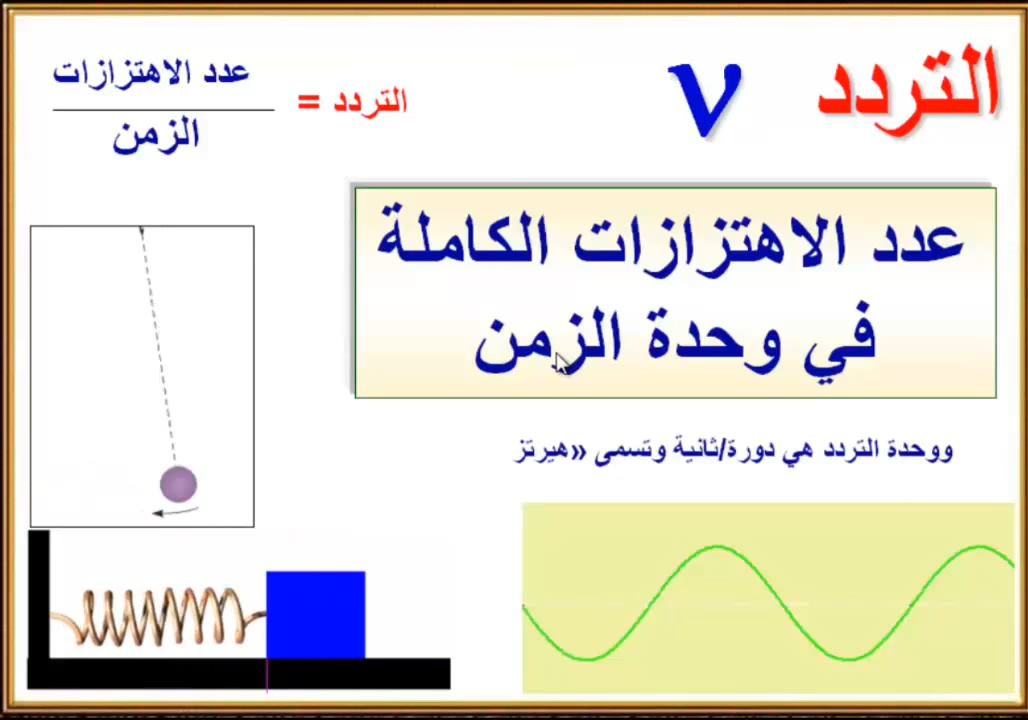 التردد ν
التردد = عدد الاهتزازات
الزمن
عدد الاهتزازات الكاملة
في وحدة الزمن
ووحدة التردد هي دورة/ثانية وتسمى «هيرتز